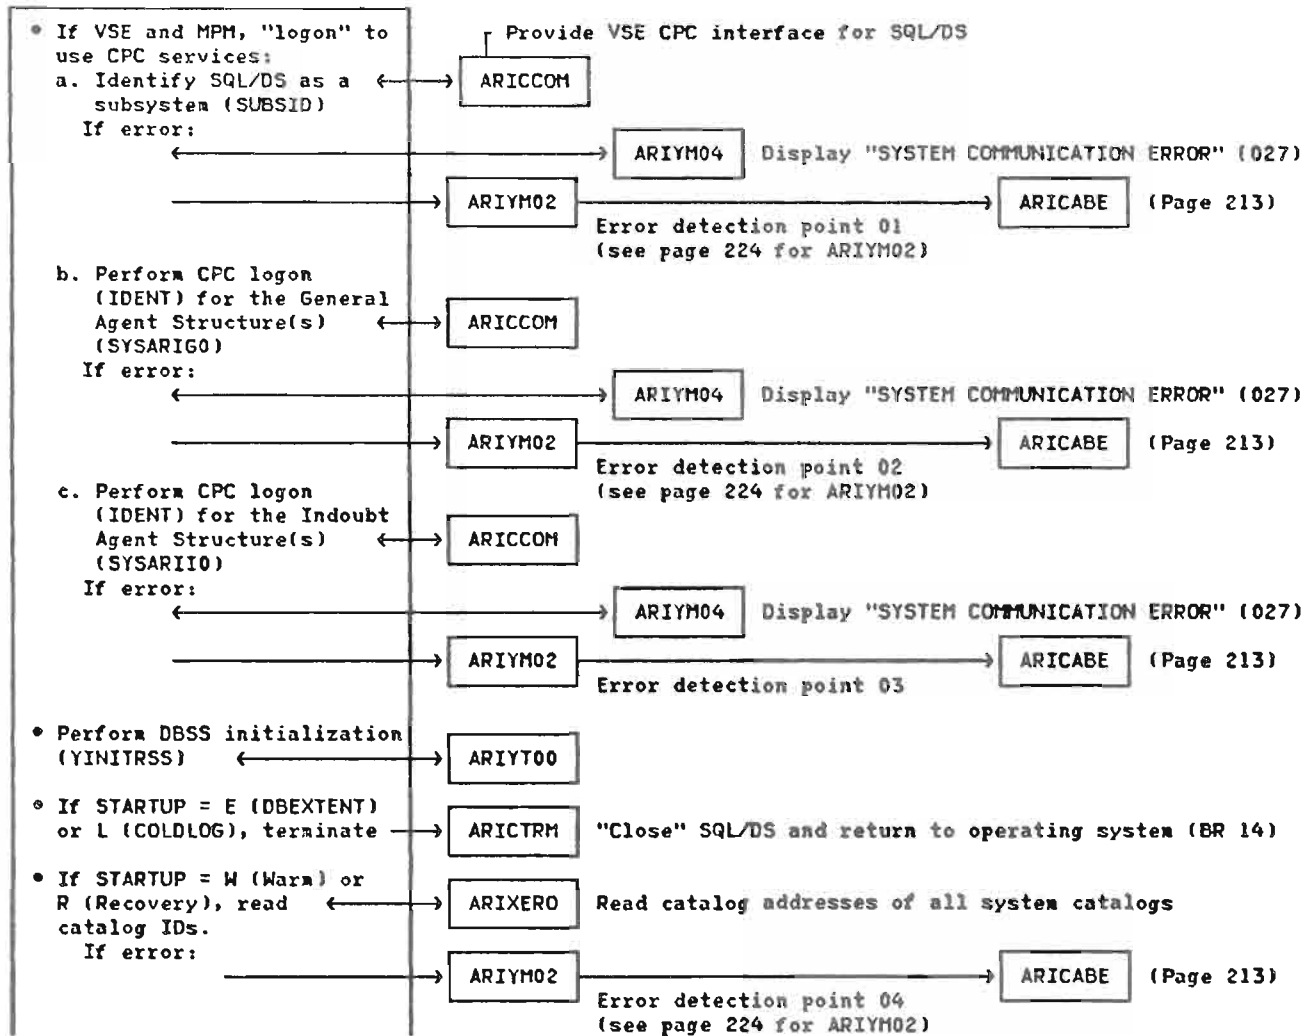 • If VSE and MPM, "logon" to
use CPC services:
Provide VSE CPC interface for SQL/DS
a. Identify SQL/DS as a
subsystem (SUBSID)
ARICCOM
If error:
ARIYM04 Display "SYSTEM COMMUNICATION ERROR" (027)
ARIYM02 ARICABE (Page 213)
Error detection point 01
(see page 224 for ARIYM02)
b. Perform CPC logon
(IDENT) for the General
Agent Structure(s)
(SYSARIG0)
ARICCOM
If error:
ARIYM04 Display "SYSTEM COMMUNICATION ERROR" (027)
ARIYM02 ARICABE (Page 213)
Error detection point 02
(see page 224 for ARIYM02)
c. Perform CPC logon
(IDENT) for the Indoubt
Agent Structure(s)
(SYSARII0)
ARICCOM
If error:
ARIYM04 Display "SYSTEM COMMUNICATION ERROR" (027)
ARIYM02 ARICABE (Page 213)
Error detection point 03
• Perform DBSS initialization
(YINITRSS) ARIYT00
• If STARTUP = E (DBEXTENT)
or L (COLDLOG), terminate ARICTRM "Close" SQL/DS and return to operating system (BR 14)
• If STARTUP = W (Warm) or
R (Recovery), read ARIXERO Read catalog addresses of all system catalogs
catalog IDs.
If error:
ARIYM02 ARICABE (Page 213)
Error detection point 04
(see page 224 for ARIYM02)